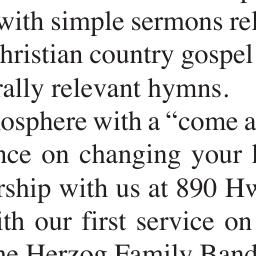 with simple sermons rel
hristian country gospel
rally relevant hymns.
osphere with a “come a
nce on changing your l
rship with us at 890 Hw
ith our first service on
he Herzog Family Band